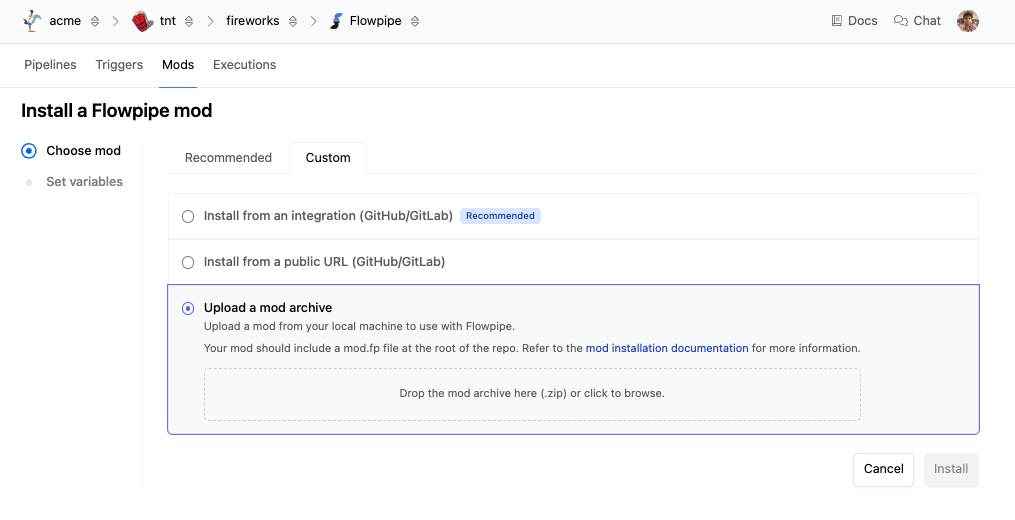 acme tnt fireworks Flowpipe Docs Chat
Pipelines Triggers Mods Executions
Install a Flowpipe mod
Choose mod
Set variables
Recommended Custom
Install from an integration (GitHub/GitLab) Recommended
Install from a public URL (GitHub/GitLab)
Upload a mod archive
Upload a mod from your local machine to use with Flowpipe.
Your mod should include a mod.fp file at the root of the repo. Refer to the mod installation documentation for more information.
Drop the mod archive here (.zip) or click to browse.
Cancel Install